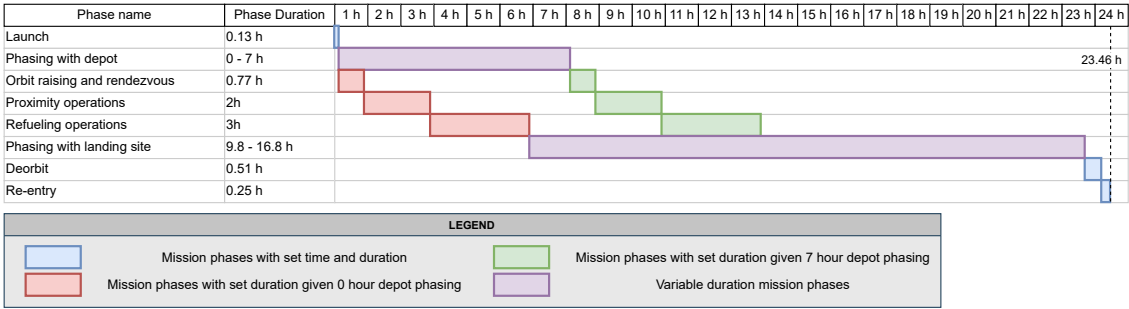 Phase name Phase Duration 1 h 2 h 3 h 4 h 5 h 6 h 7 h 8 h 9 h 10 h 11 h 12 h 13 h 14 h 15 h 16 h 17 h 18 h 19 h 20 h 21 h 22 h 23 h 24 h
Launch 0.13 h
Phasing with depot 0 - 7 h 23.46 h
Orbit raising and rendezvous 0.77 h
Proximity operations 2h
Refueling operations 3h
Phasing with landing site 9.8 - 16.8 h
Deorbit 0.51 h
Re-entry 0.25 h
LEGEND
Mission phases with set time and duration Mission phases with set duration given 7 hour depot phasing
Mission phases with set duration given 0 hour depot phasing Variable duration mission phases